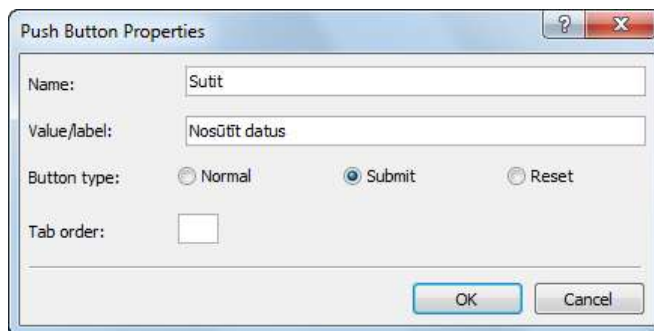 Push Button Properties
Name: Sutit
Value/label: Nosūtīt datus
Button type: Normal Submit Reset
Tab order:
OK Cancel